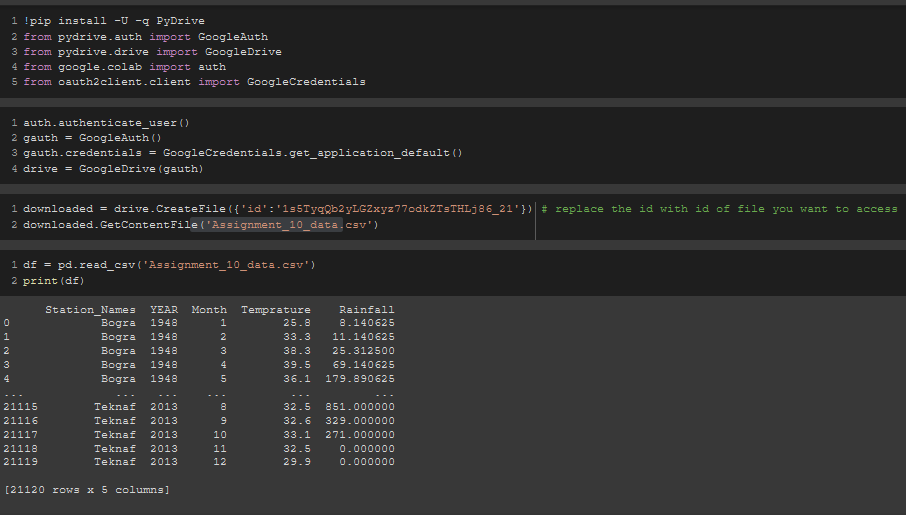 1 !pip install -U -q PyDrive
2 from pydrive.auth import GoogleAuth
3 from pydrive.drive import GoogleDrive
4 from google.colab import auth
5 from oauth2client.client import GoogleCredentials
1 auth.authenticate_user()
2 gauth = GoogleAuth()
3 gauth.credentials = GoogleCredentials.get_application_default()
4 drive = GoogleDrive(gauth)
1 downloaded = drive.CreateFile({'id':'1s5TyqQb2yLGZxyz77odkZTsTHLj86_21'}) # replace the id with id of file you want to access
2 downloaded.GetContentFile('Assignment_10_data.csv')
1 df = pd.read_csv('Assignment_10_data.csv')
2 print(df)
Station_Names YEAR Month Temprature Rainfall
0 Bogra 1948 1 25.8 8.140625
1 Bogra 1948 2 33.3 11.140625
2 Bogra 1948 3 38.3 25.312500
3 Bogra 1948 4 39.5 69.140625
4 Bogra 1948 5 36.1 179.890625
... ... ... ... ... ...
21115 Teknaf 2013 8 32.5 851.000000
21116 Teknaf 2013 9 32.6 329.000000
21117 Teknaf 2013 10 33.1 271.000000
21118 Teknaf 2013 11 32.5 0.000000
21119 Teknaf 2013 12 29.9 0.000000
[21120 rows x 5 columns]